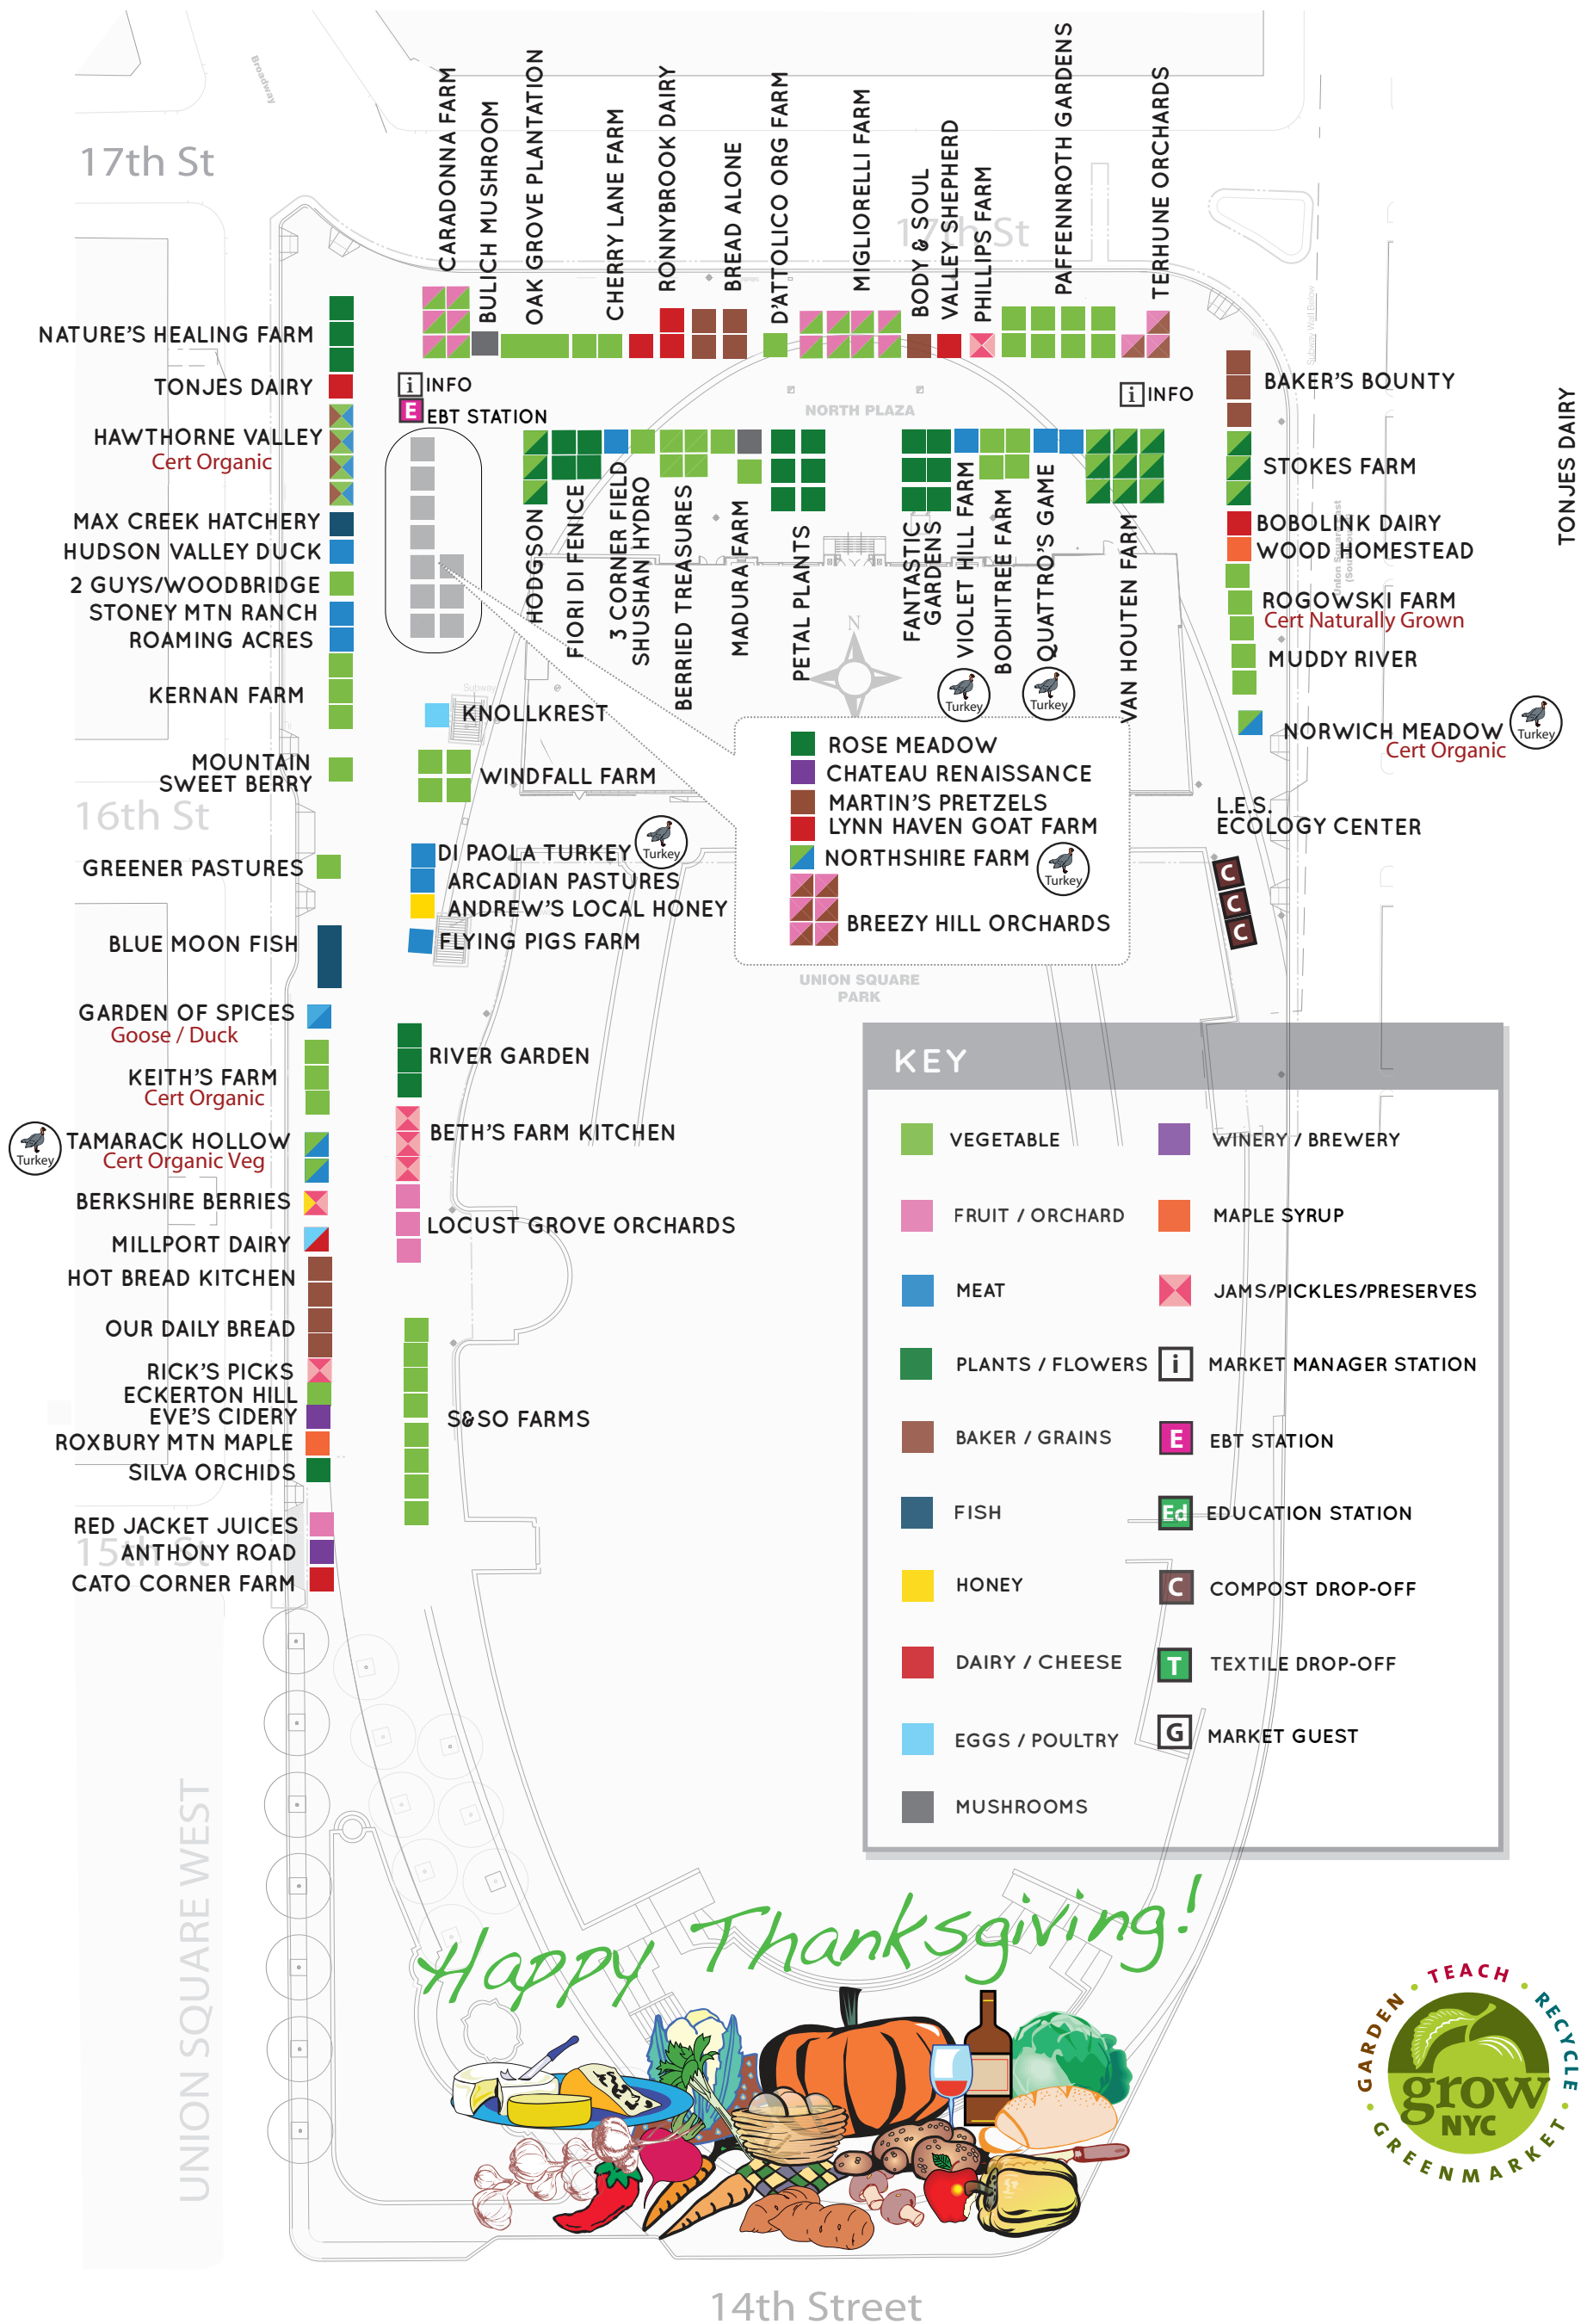 Broadway
17th St
17th St
CARADONNA FARM
BULICH MUSHROOM
OAK GROVE PLANTATION
CHERRY LANE FARM
RONNYBROOK DAIRY
BREAD ALONE
D'ATTOLICO ORG FARM
MIGLIORELLI FARM
BODY & SOUL
VALLEY SHEPHERD
PHILLIPS FARM
PAFFENNROTH GARDENS
TERHUNE ORCHARDS
NATURE'S HEALING FARM
TONJES DAIRY
HAWTHORNE VALLEY
Cert Organic
MAX CREEK HATCHERY
HUDSON VALLEY DUCK
2 GUYS/WOODBRIDGE
STONEY MTN RANCH
ROAMING ACRES
KERNAN FARM
MOUNTAIN
SWEET BERRY
16th St
GREENER PASTURES
BLUE MOON FISH
GARDEN OF SPICES
Goose / Duck
KEITH'S FARM
Cert Organic
Turkey
TAMARACK HOLLOW
Cert Organic Veg
BERKSHIRE BERRIES
MILLPORT DAIRY
HOT BREAD KITCHEN
OUR DAILY BREAD
RICK'S PICKS
ECKERTON HILL
EVE'S CIDERY
ROXBURY MTN MAPLE
SILVA ORCHIDS
RED JACKET JUICES
15th St
ANTHONY ROAD
CATO CORNER FARM
i INFO
E EBT STATION
i INFO
NORTH PLAZA
HODGSON
FIORI DI FENICE
3 CORNER FIELD
SHUSHAN HYDRO
BERRIED TREASURES
MADURA FARM
PETAL PLANTS
FANTASTIC
GARDENS
VIOLET HILL FARM
Turkey
BODHITREE FARM
QUATTRO'S GAME
Turkey
VAN HOUTEN FARM
N
Subway
KNOLLKREST
WINDFALL FARM
DI PAOLA TURKEY
Turkey
ARCADIAN PASTURES
ANDREW'S LOCAL HONEY
FLYING PIGS FARM
RIVER GARDEN
BETH'S FARM KITCHEN
LOCUST GROVE ORCHARDS
S&SO FARMS
ROSE MEADOW
CHATEAU RENAISSANCE
MARTIN'S PRETZELS
LYNN HAVEN GOAT FARM
NORTHSHIRE FARM
Turkey
BREEZY HILL ORCHARDS
UNION SQUARE
PARK
BAKER'S BOUNTY
STOKES FARM
BOBOLINK DAIRY
WOOD HOMESTEAD
ROGOWSKI FARM
Cert Naturally Grown
MUDDY RIVER
NORWICH MEADOW
Cert Organic
Turkey
TONJES DAIRY
Subway Wall Below
L.E.S.
ECOLOGY CENTER
C
C
C
KEY
VEGETABLE
FRUIT / ORCHARD
MEAT
PLANTS / FLOWERS
BAKER / GRAINS
FISH
HONEY
DAIRY / CHEESE
EGGS / POULTRY
MUSHROOMS
WINERY / BREWERY
MAPLE SYRUP
JAMS/PICKLES/PRESERVES
i MARKET MANAGER STATION
E EBT STATION
Ed EDUCATION STATION
C COMPOST DROP-OFF
T TEXTILE DROP-OFF
G MARKET GUEST
UNION SQUARE WEST
Happy Thanksgiving!
GARDEN • TEACH • RECYCLE • GREENMARKET •
grow
NYC
14th Street